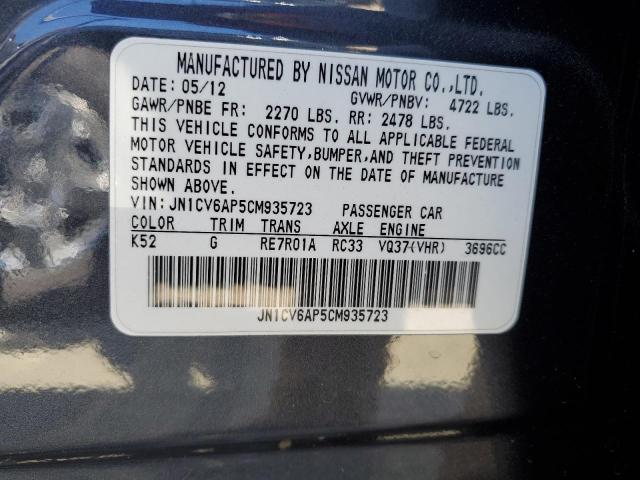 MANUFACTURED BY NISSAN MOTOR CO.,LTD.
DATE: 05/12 GVWR/PNBV: 4722 LBS.
GAWR/PNBE FR: 2270 LBS. RR: 2478 LBS.
THIS VEHICLE CONFORMS TO ALL APPLICABLE FEDERAL
MOTOR VEHICLE SAFETY,BUMPER,AND THEFT PREVENTION
STANDARDS IN EFFECT ON THE DATE OF MANUFACTURE
SHOWN ABOVE.
VIN: JN1CV6AP5CM935723 PASSENGER CAR
COLOR TRIM TRANS AXLE ENGINE
K52 G RE7R01A RC33 VQ37(VHR) 3696CC
JN1CV6AP5CM935723